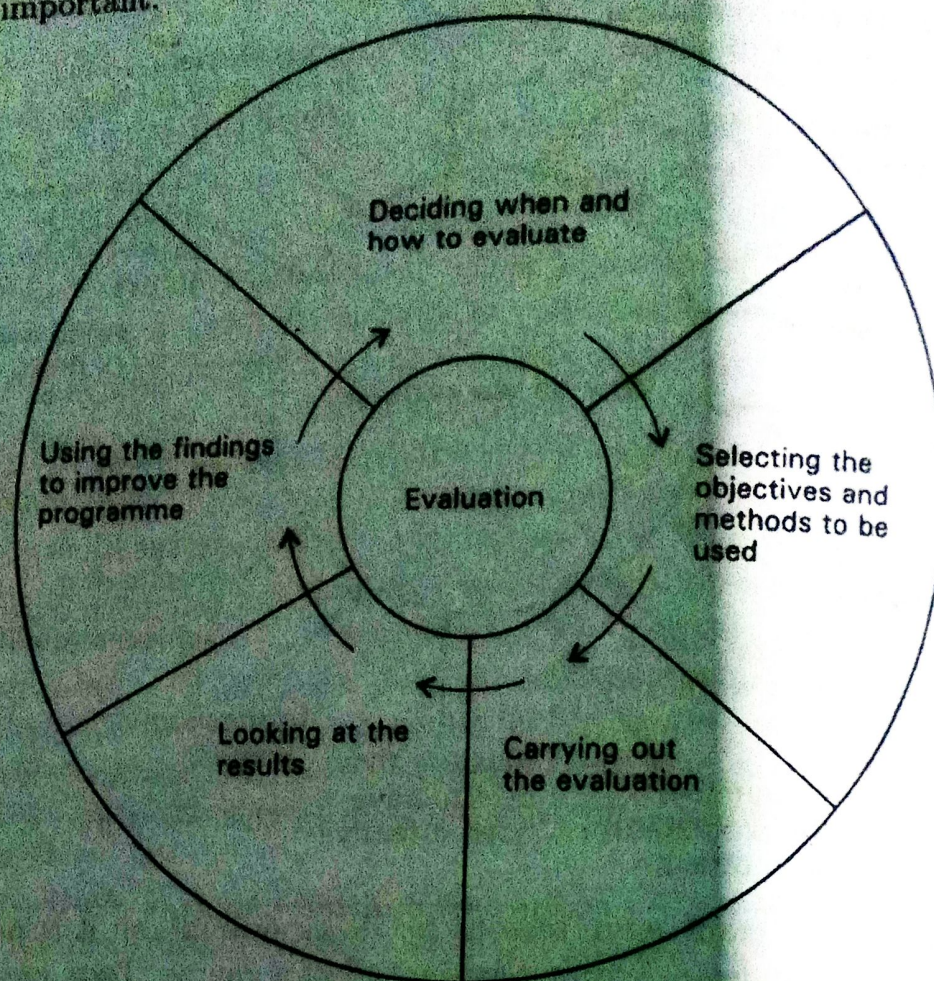 important.
Deciding when and
how to evaluate
Selecting the
objectives and
methods to be
used
Carrying out
the evaluation
Looking at the
results
Using the findings
to improve the
programme
Evaluation